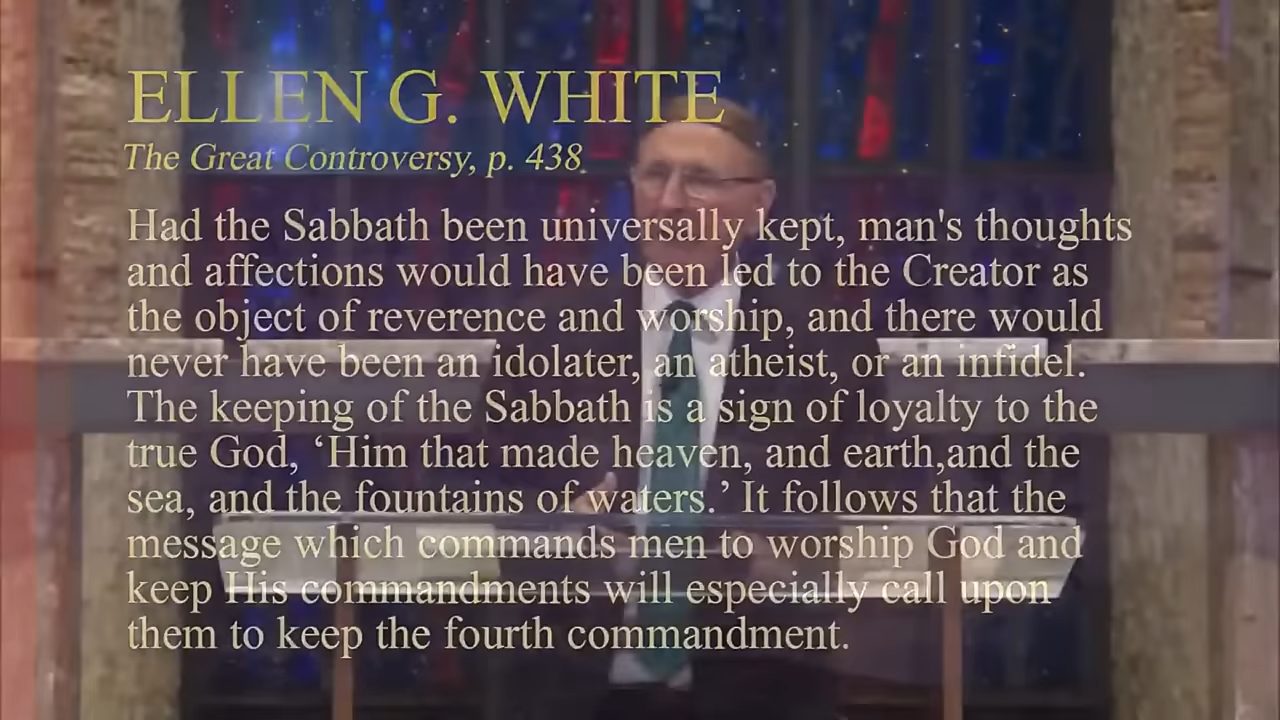 ELLEN G. WHITE
The Great Controversy, p. 438
Had the Sabbath been universally kept, man's thoughts
and affections would have been led to the Creator as
the object of reverence and worship, and there would
never have been an idolater, an atheist, or an infidel.
The keeping of the Sabbath is a sign of loyalty to the
true God, ‘Him that made heaven, and earth,and the
sea, and the fountains of waters.’ It follows that the
message which commands men to worship God and
keep His commandments will especially call upon
them to keep the fourth commandment.